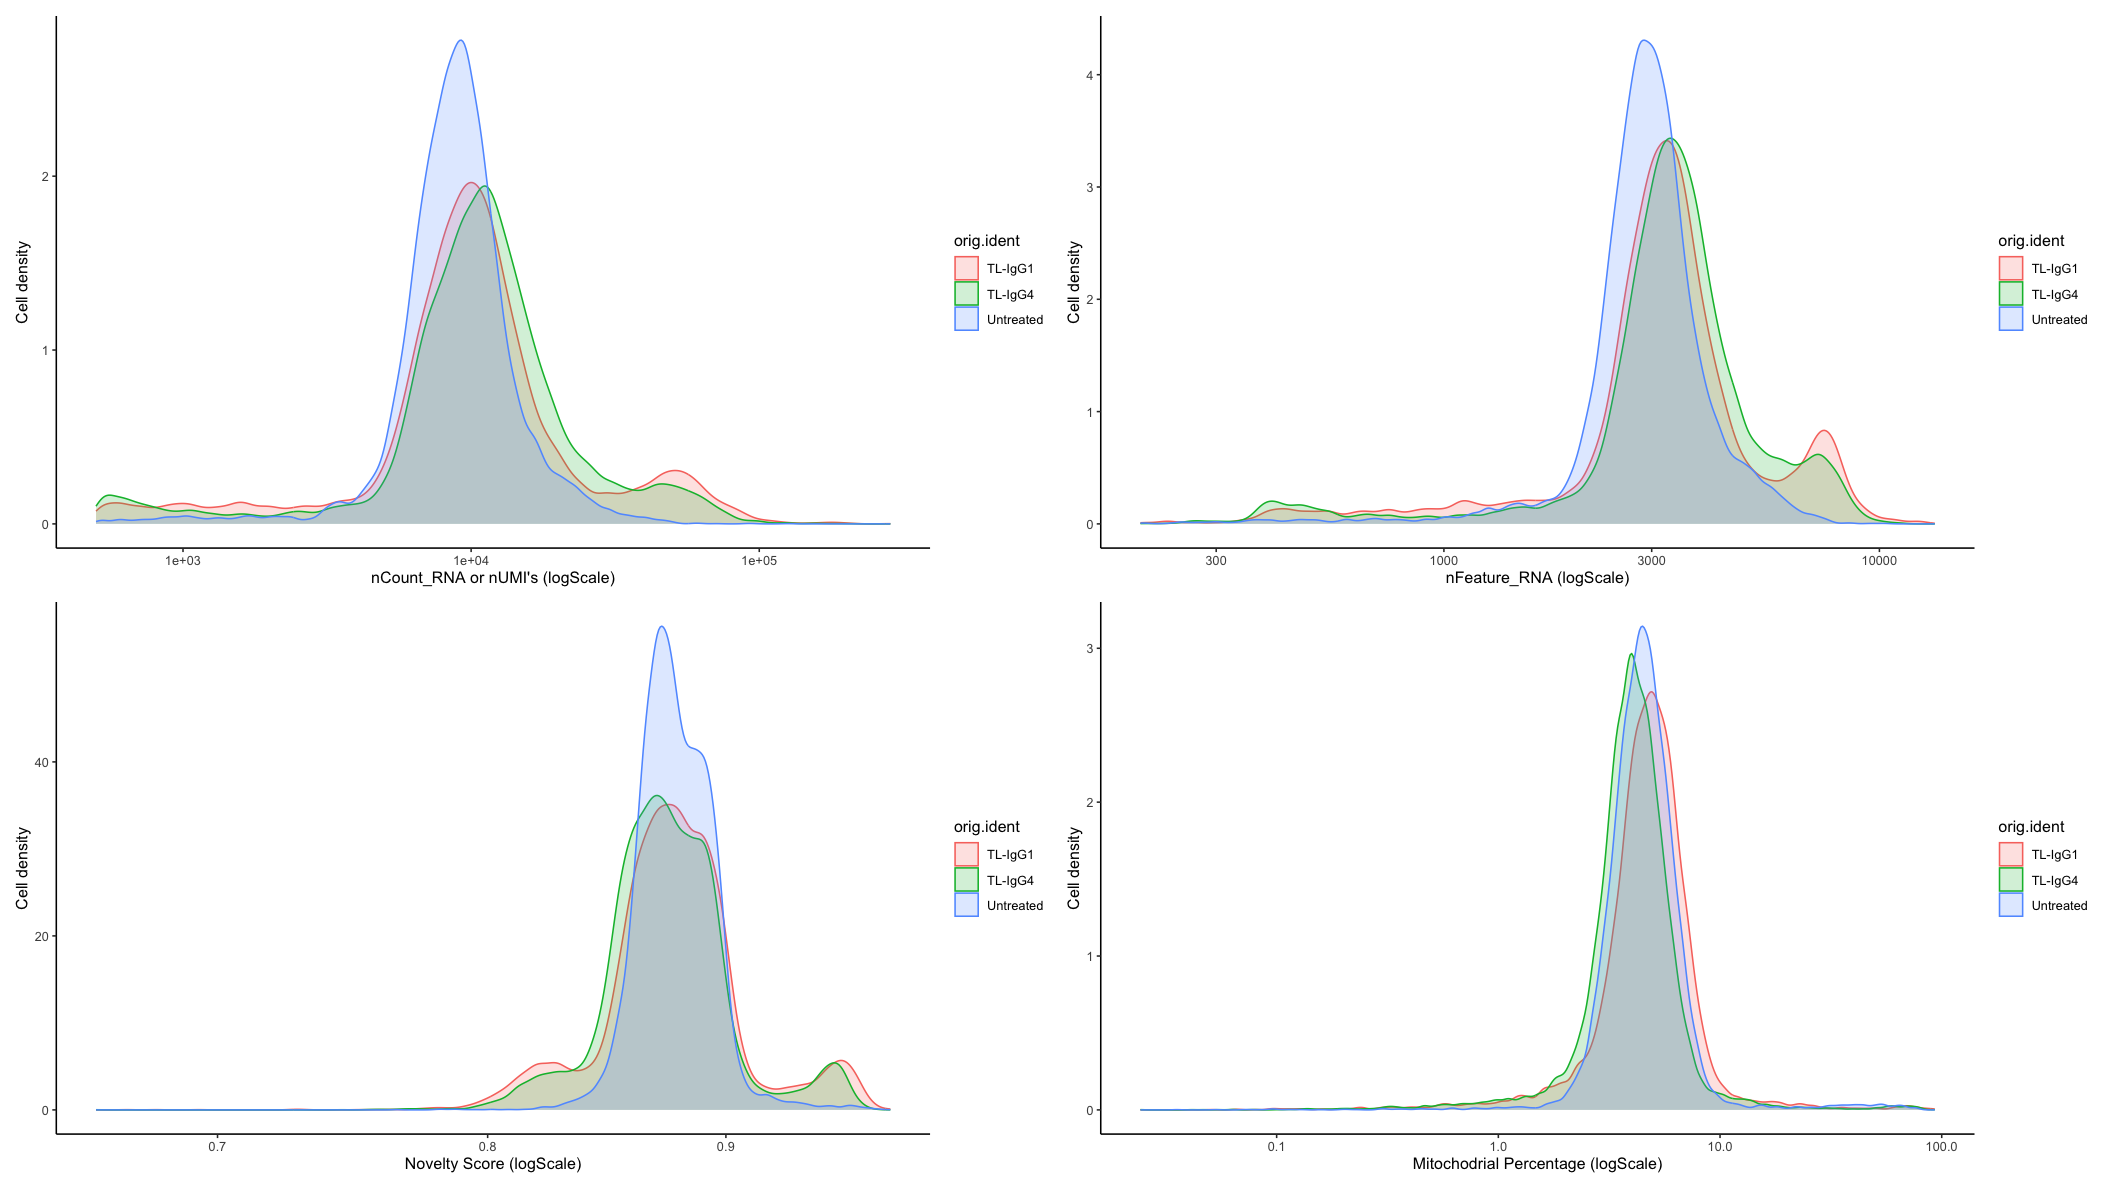 Cell density
2
1
0
1e+03
1e+04
1e+05
nCount_RNA or nUMI's (logScale)
orig.ident
TL-IgG1
TL-IgG4
Untreated
Cell density
4
3
2
1
0
300
1000
3000
10000
nFeature_RNA (logScale)
orig.ident
TL-IgG1
TL-IgG4
Untreated
Cell density
40
20
0
0.7
0.8
0.9
Novelty Score (logScale)
orig.ident
TL-IgG1
TL-IgG4
Untreated
Cell density
3
2
1
0
0.1
1.0
10.0
100.0
Mitochodrial Percentage (logScale)
orig.ident
TL-IgG1
TL-IgG4
Untreated